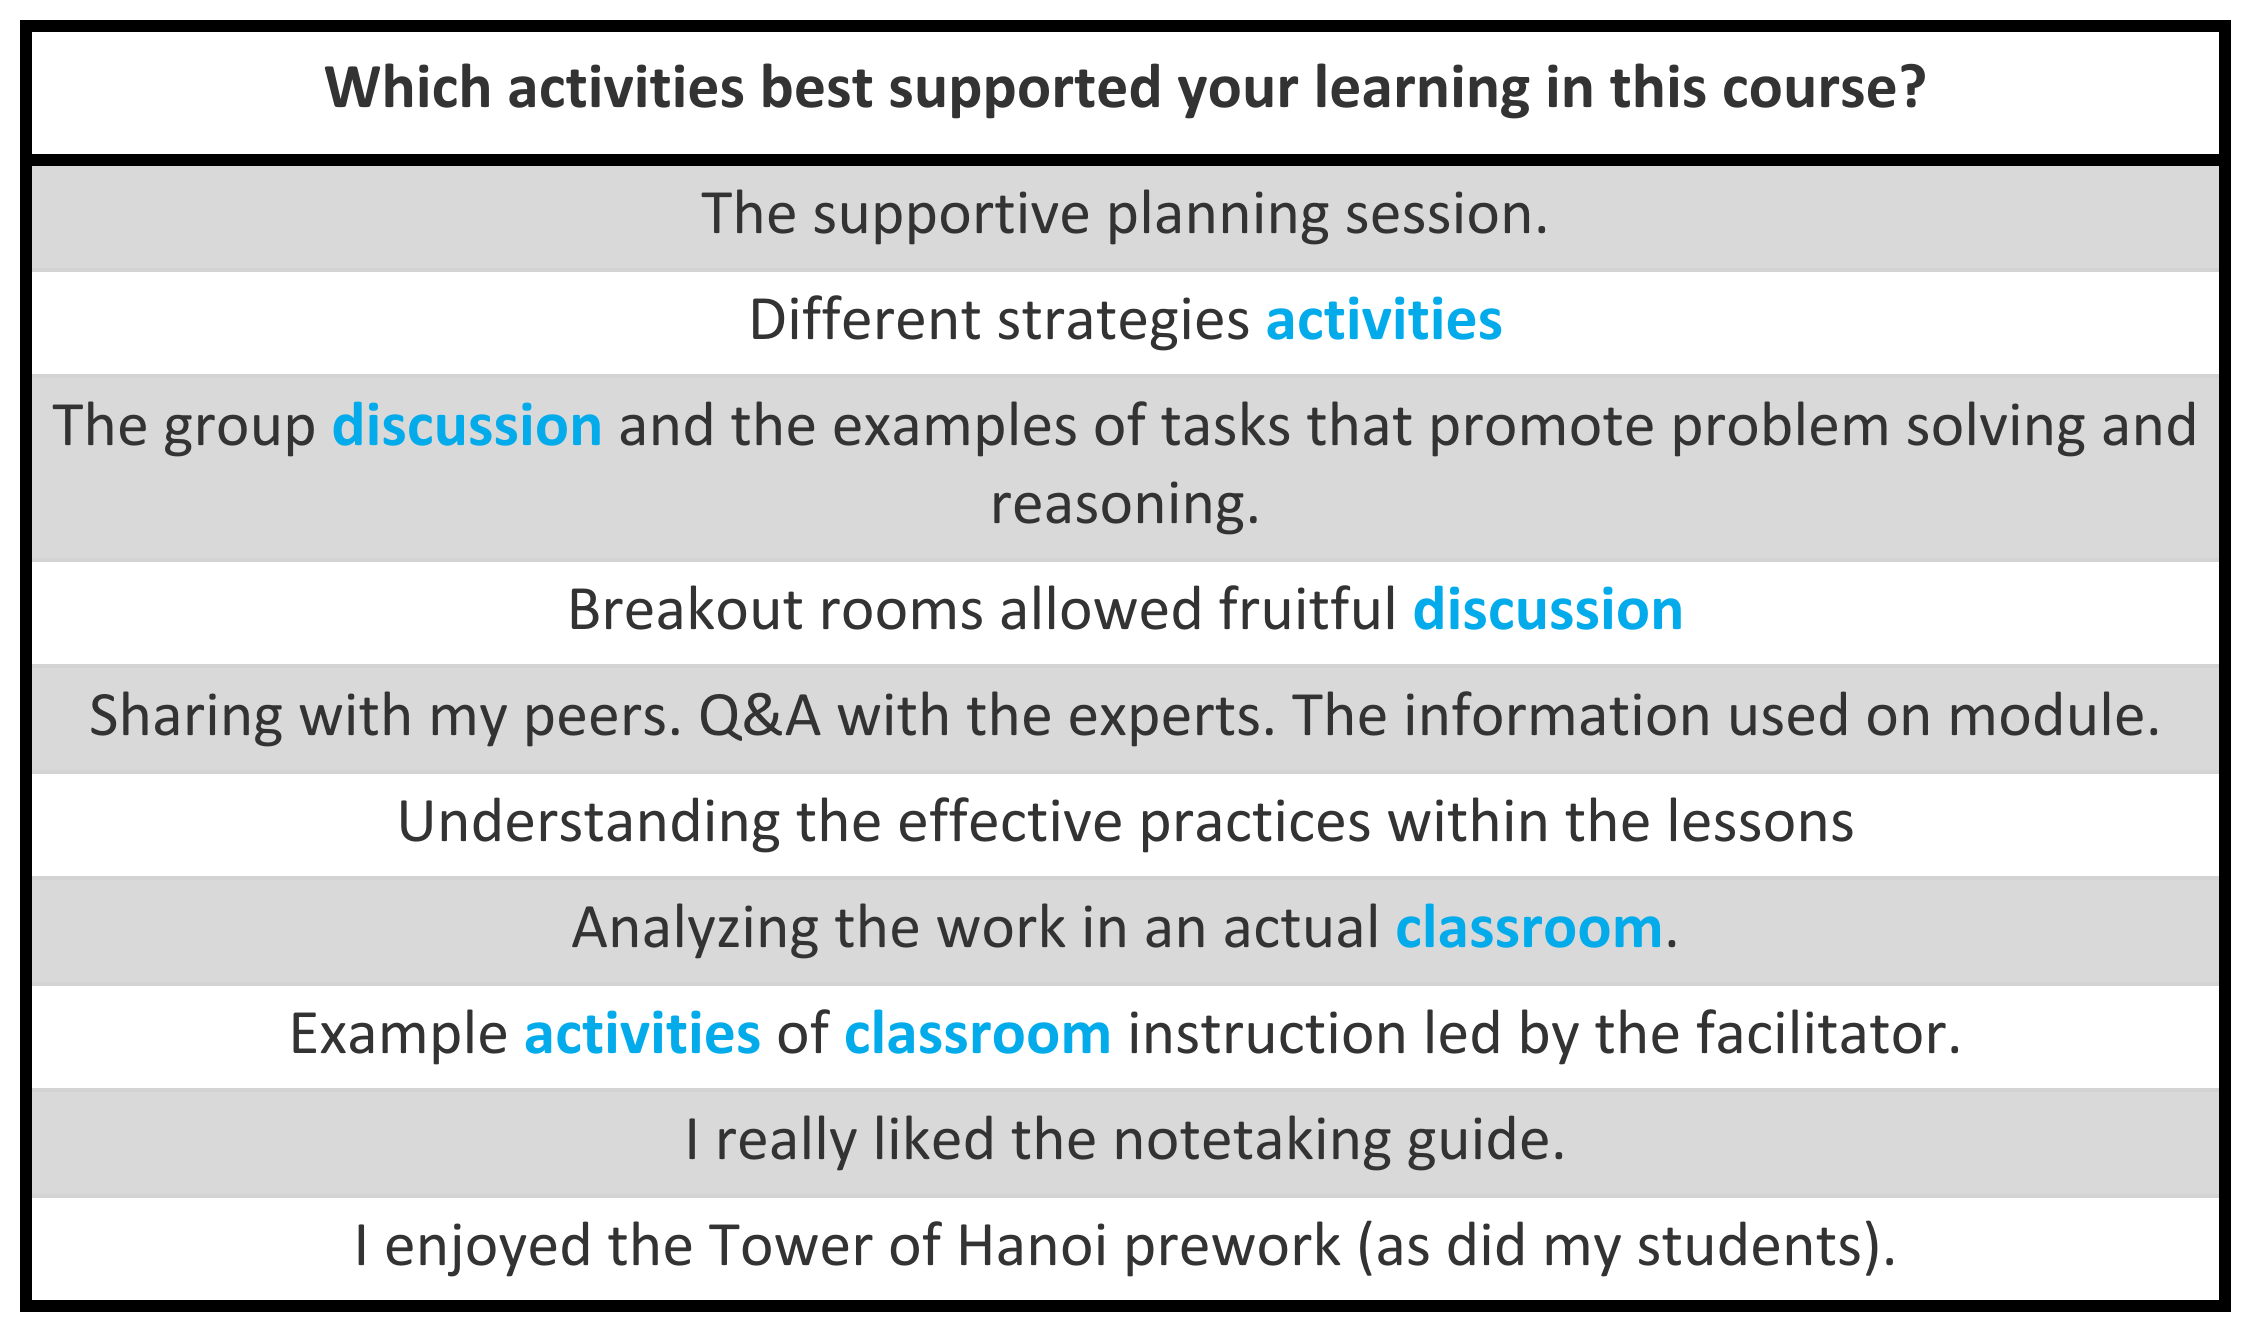 Which activities best supported your learning in this course?
The supportive planning session.
Different strategies activities
The group discussion and the examples of tasks that promote problem solving and
reasoning.
Breakout rooms allowed fruitful discussion
Sharing with my peers. Q&A with the experts. The information used on module.
Understanding the effective practices within the lessons
Analyzing the work in an actual classroom.
Example activities of classroom instruction led by the facilitator.
I really liked the notetaking guide.
I enjoyed the Tower of Hanoi prework (as did my students).